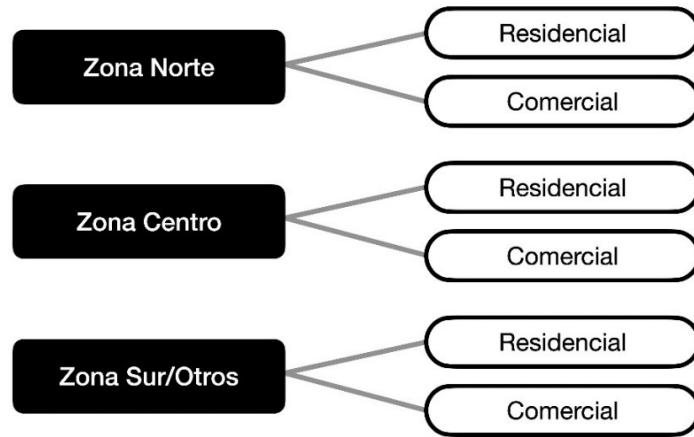 Zona Norte
Residencial
Comercial
Zona Centro
Residencial
Comercial
Zona Sur/Otros
Residencial
Comercial